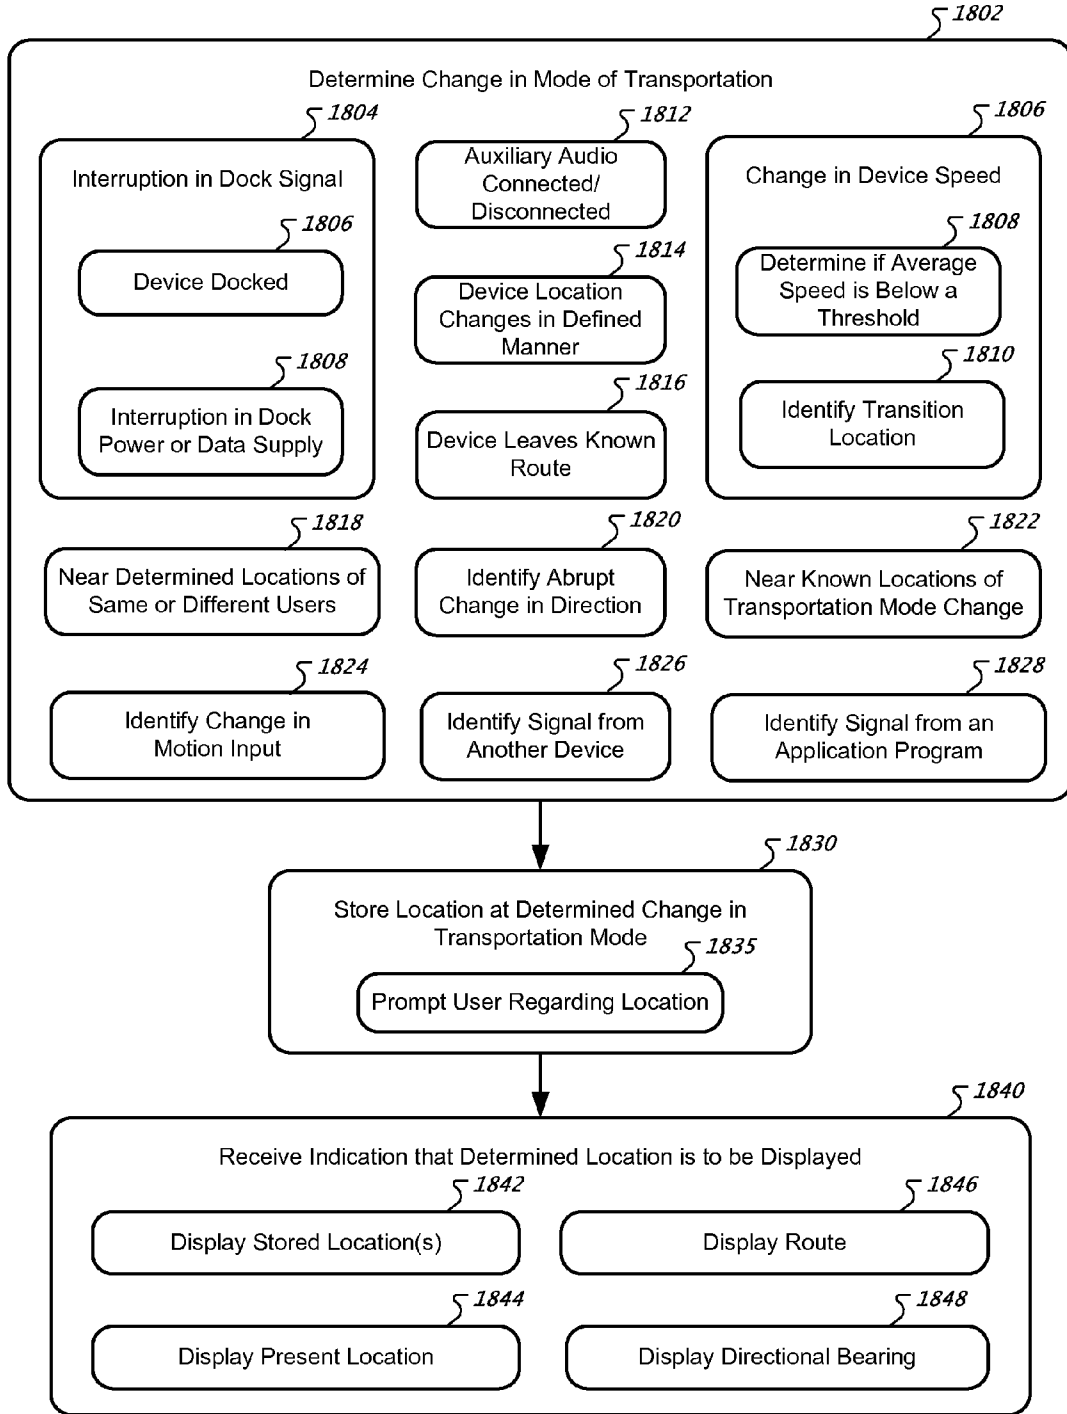 1802
Determine Change in Mode of Transportation
1804
Interruption in Dock Signal
1806
Device Docked
1808
Interruption in Dock
Power or Data Supply
1812
Auxiliary Audio
Connected/
Disconnected
1814
Device Location
Changes in Defined
Manner
1816
Device Leaves Known
Route
1806
Change in Device Speed
1808
Determine if Average
Speed is Below a
Threshold
1810
Identify Transition
Location
1818
Near Determined Locations of
Same or Different Users
1820
Identify Abrupt
Change in Direction
1822
Near Known Locations of
Transportation Mode Change
1824
Identify Change in
Motion Input
1826
Identify Signal from
Another Device
1828
Identify Signal from an
Application Program
1830
Store Location at Determined Change in
Transportation Mode
1835
Prompt User Regarding Location
1840
Receive Indication that Determined Location is to be Displayed
1842
Display Stored Location(s)
1846
Display Route
1844
Display Present Location
1848
Display Directional Bearing